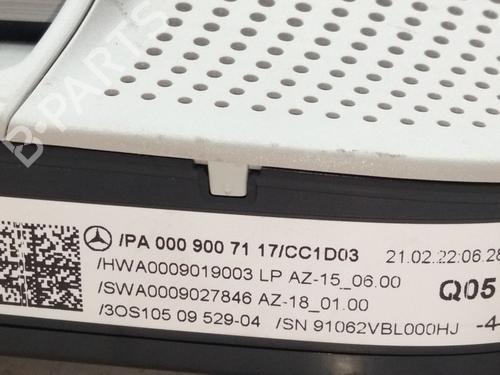 B-PARTS
/PA 000 900 71 17/CC1D03 21.02.22:06.28
/HWA0009019003 LP AZ-15_06.00 Q05
/SWA0009027846 AZ-18_01.00
/3OS105 09 529-04 /SN 91062VBL000HJ -4